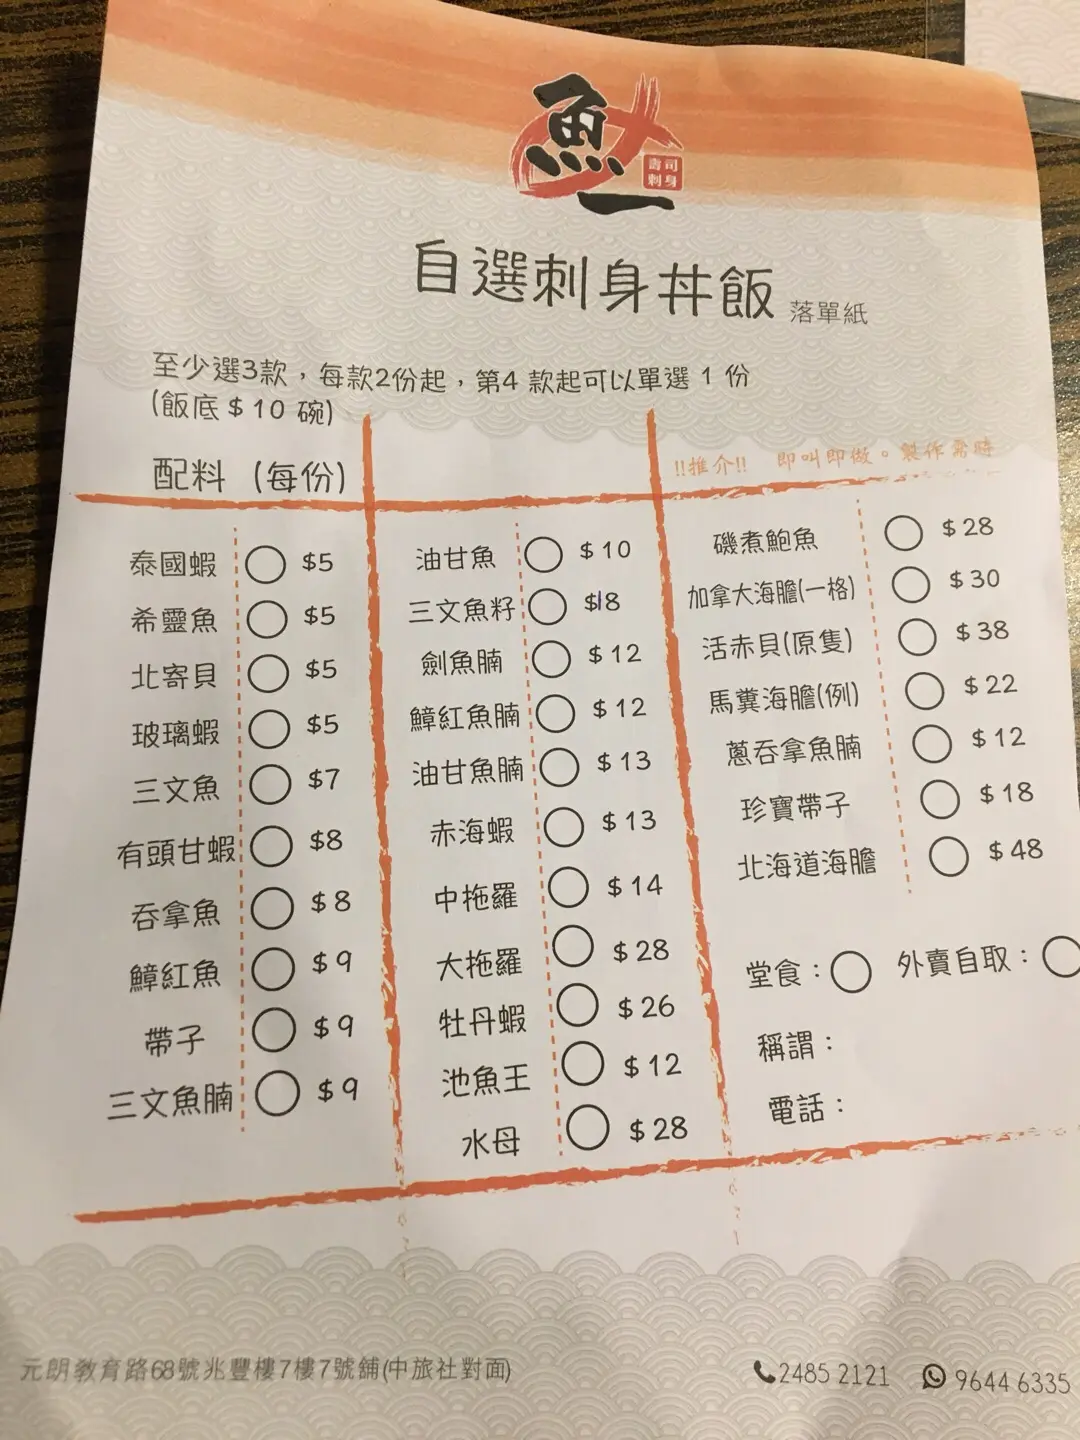 魚一
壽司
刺身
自選刺身丼飯 落單紙
至少選3款，每款2份起，第4 款起可以單選 1 份
(飯底 $ 10 碗)
配料 (每份)
!!推介!! 即叫即做。製作需時
泰國蝦 $5
希靈魚 $5
北寄貝 $5
玻璃蝦 $5
三文魚 $7
有頭甘蝦 $8
吞拿魚 $8
鱆紅魚 $9
帶子 $9
三文魚腩 $9
油甘魚 $10
三文魚籽 $18
劍魚腩 $12
鱆紅魚腩 $12
油甘魚腩 $13
赤海蝦 $13
中拖羅 $14
大拖羅 $28
牡丹蝦 $26
池魚王 $12
水母 $28
磯煮鮑魚 $28
加拿大海膽(一格) $30
活赤貝(原隻) $38
馬糞海膽(例) $22
蔥吞拿魚腩 $12
珍寶帶子 $18
北海道海膽 $48
堂食： 外賣自取：
稱謂：
電話：
元朗教育路68號兆豐樓7樓7號舖(中旅社對面) 2485 2121 9644 6335